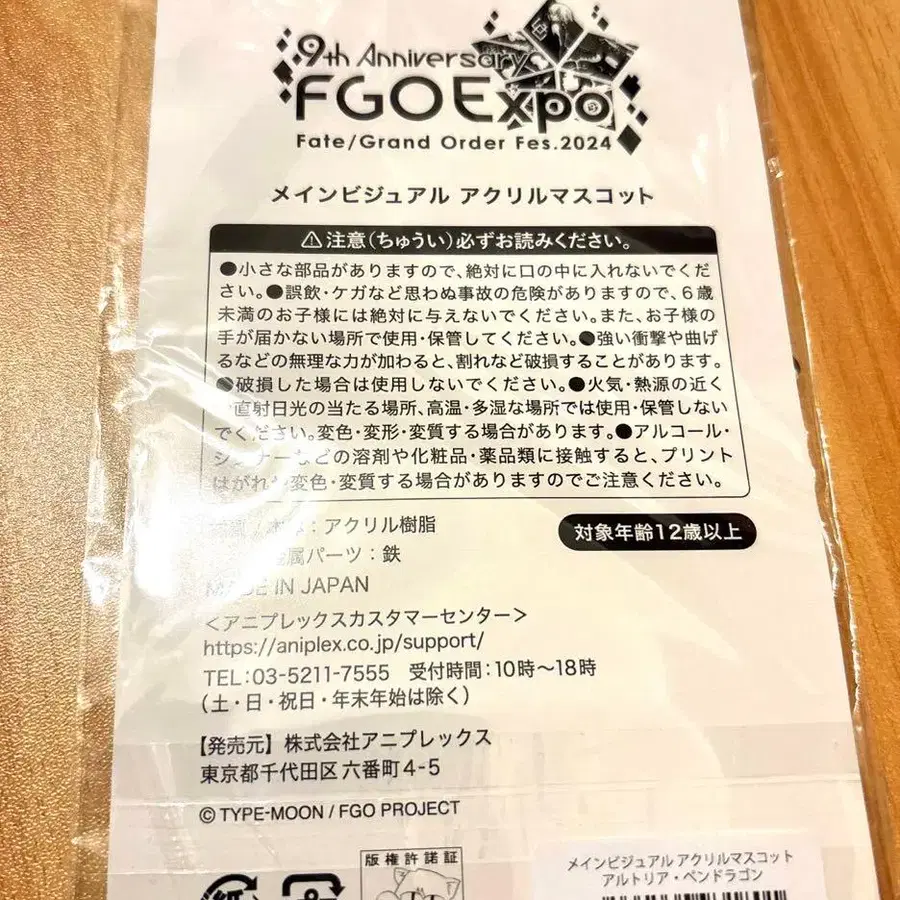 9th Anniversary
FGO Expo
Fate/Grand Order Fes.2024
メインビジュアル アクリルマスコット
⚠注意(ちゅうい)必ずお読みください。
●小さな部品がありますので、絶対に口の中に入れないでくだ
さい。●誤飲・ケガなど思わぬ事故の危険がありますので、6歳
未満のお子様には絶対に与えないでください。また、お子様の
手が届かない場所で使用・保管してください。●強い衝撃や曲げ
るなどの無理な力が加わると、割れなど破損することがあります。
●破損した場合は使用しないでください。●火気・熱源の近く
直射日光の当たる場所、高温・多湿な場所では使用・保管しない
でください。変色・変形・変質する場合があります。●アルコール・
シンナーなどの溶剤や化粧品・薬品類に接触すると、プリント
はがれや変色・変質する場合がありますのでご注意ください。
：アクリル樹脂
金属パーツ：鉄
対象年齢12歳以上
MADE IN JAPAN
＜アニプレックスカスタマーセンター＞
https://aniplex.co.jp/support/
TEL：03-5211-7555 受付時間：10時～18時
(土・日・祝日・年末年始は除く)
【発売元】株式会社アニプレックス
東京都千代田区六番町4-5
© TYPE-MOON / FGO PROJECT
版権許諾証
メインビジュアル アクリルマスコット
アルトリア・ペンドラゴン